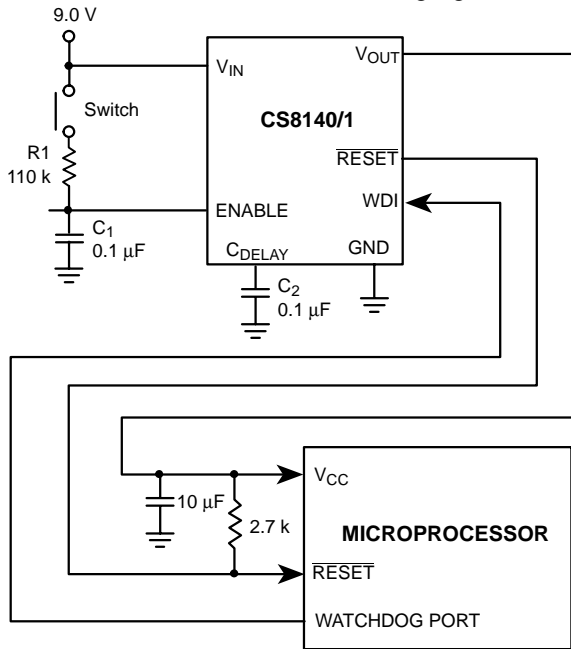 9.0 V
Switch
R1
110 k
C1
0.1 μF
VIN
VOUT
CS8140/1
RESET
WDI
ENABLE
CDELAY
GND
C2
0.1 μF
10 μF
2.7 k
VCC
MICROPROCESSOR
RESET
WATCHDOG PORT